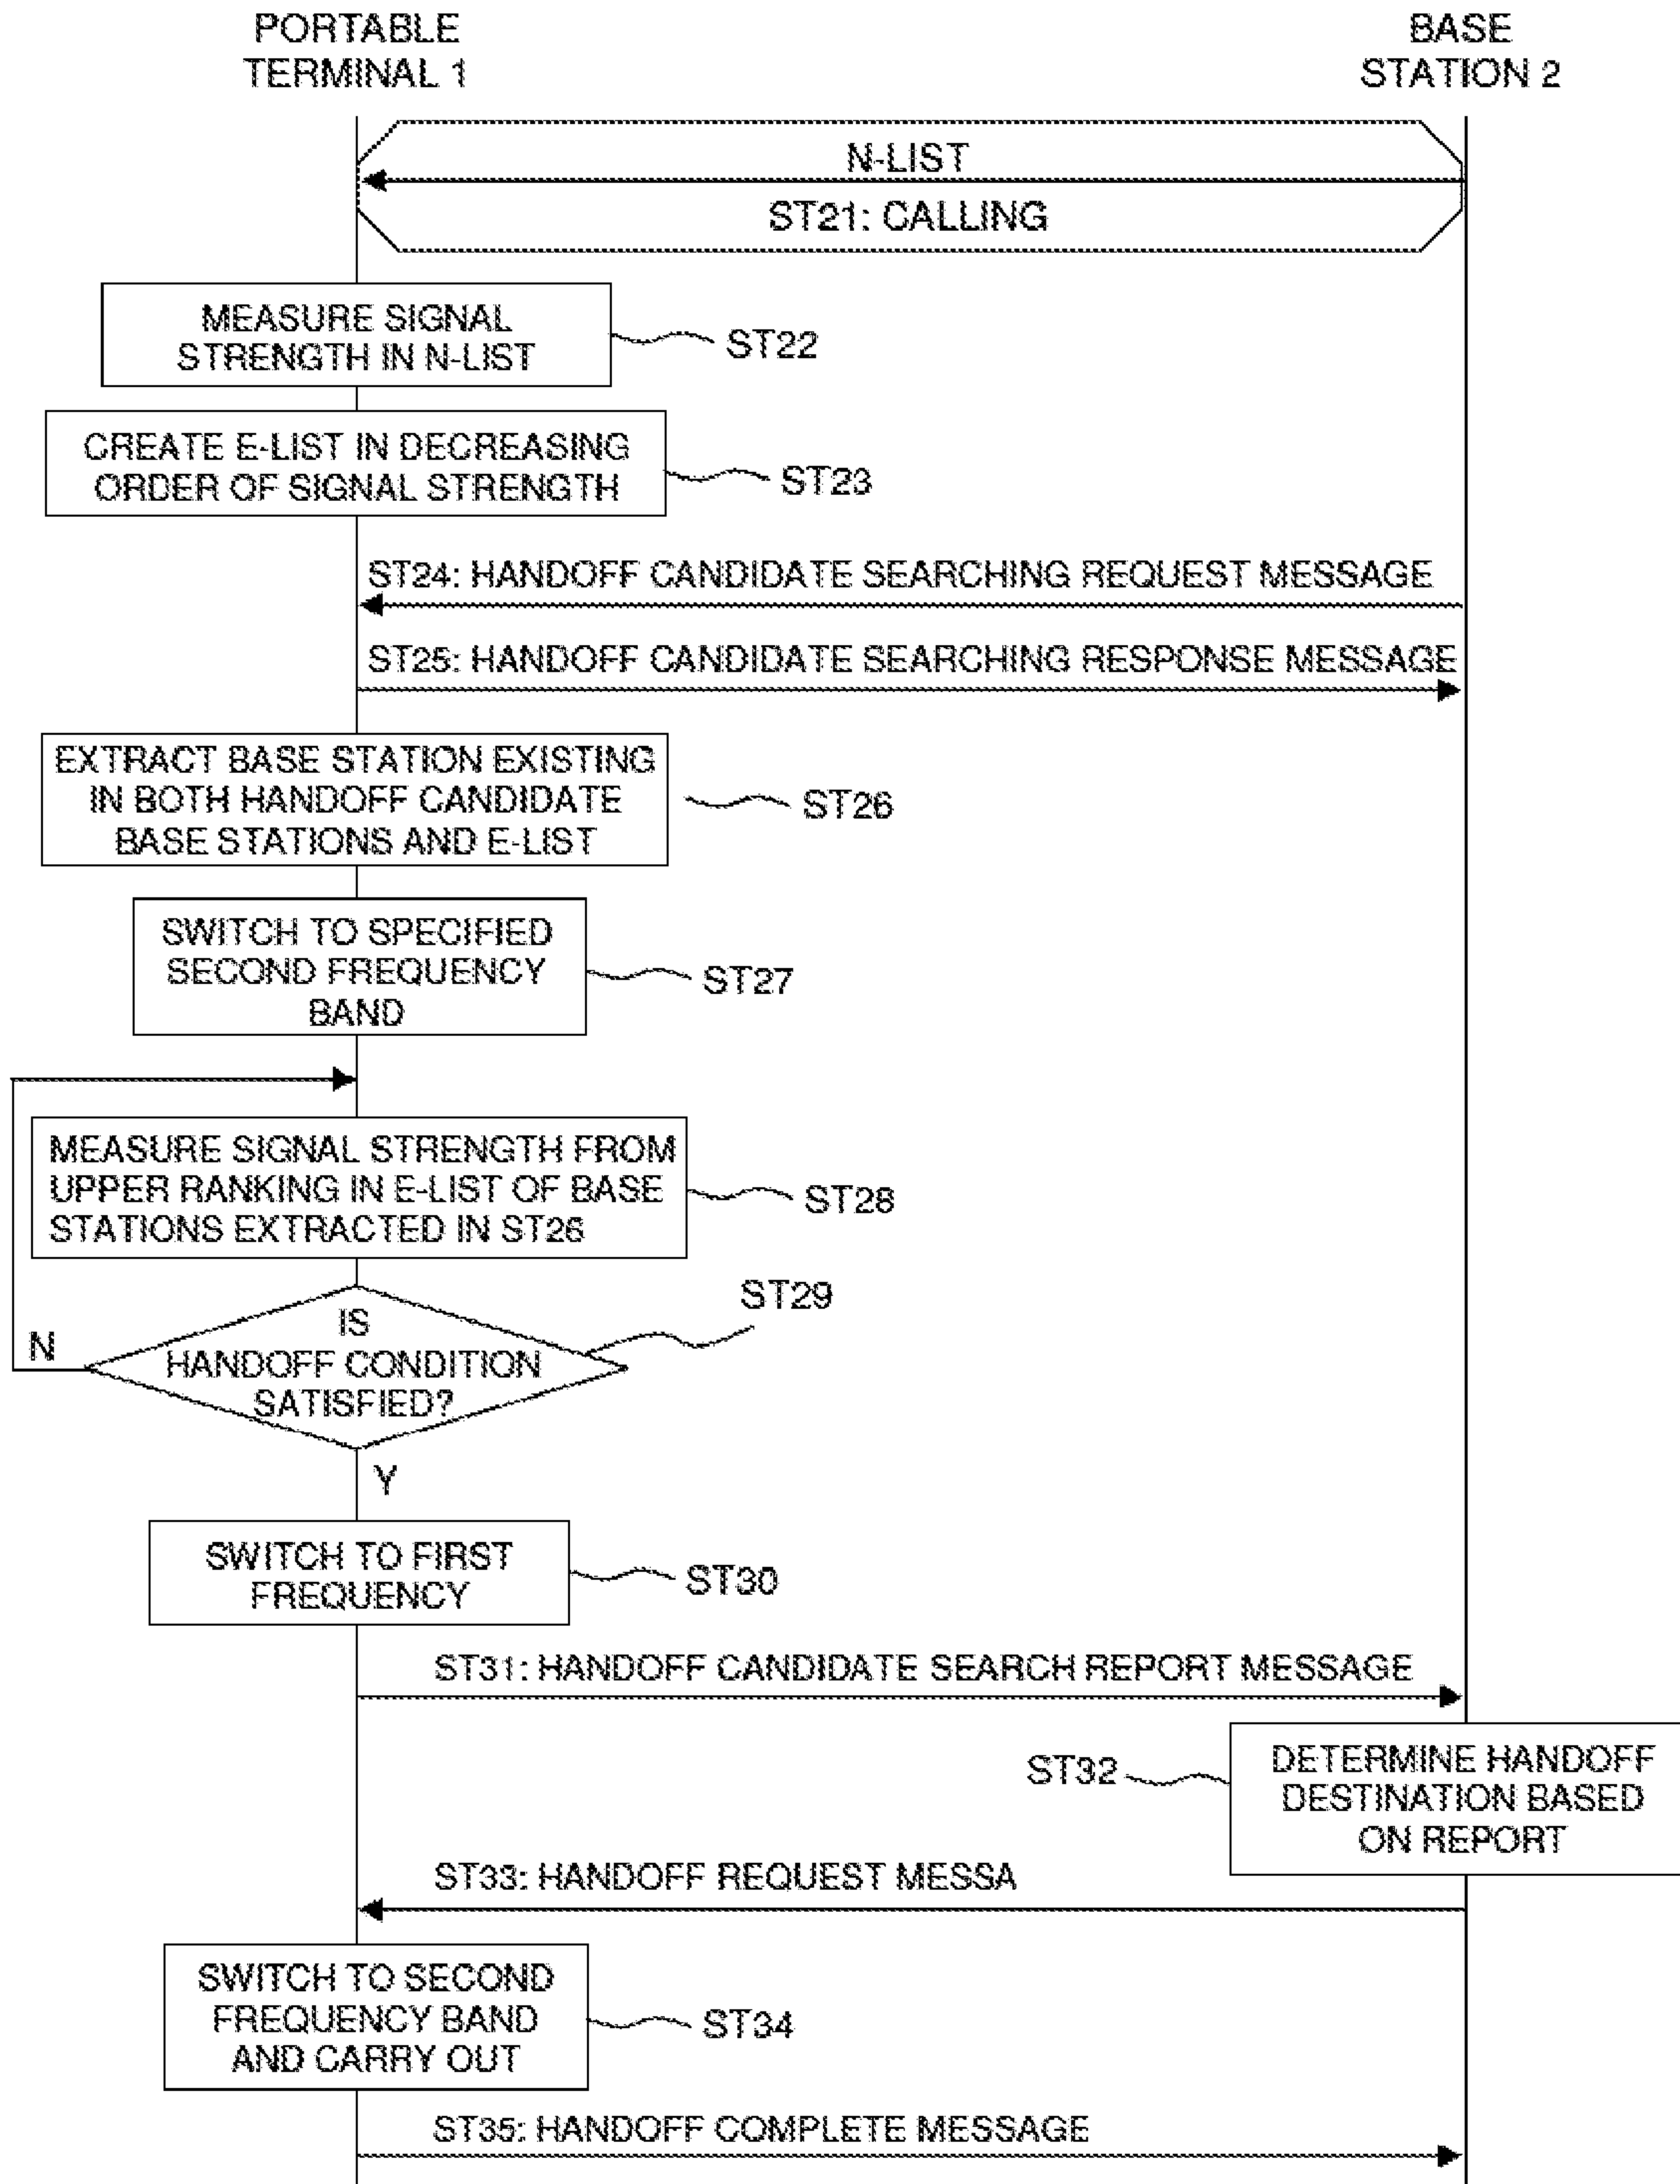 PORTABLE
TERMINAL 1
BASE
STATION 2
N-LIST
ST21: CALLING
MEASURE SIGNAL
STRENGTH IN N-LIST
ST22
CREATE E-LIST IN DECREASING
ORDER OF SIGNAL STRENGTH
ST23
ST24: HANDOFF CANDIDATE SEARCHING REQUEST MESSAGE
ST25: HANDOFF CANDIDATE SEARCHING RESPONSE MESSAGE
EXTRACT BASE STATION EXISTING
IN BOTH HANDOFF CANDIDATE
BASE STATIONS AND E-LIST
ST26
SWITCH TO SPECIFIED
SECOND FREQUENCY
BAND
ST27
MEASURE SIGNAL STRENGTH FROM
UPPER RANKING IN E-LIST OF BASE
STATIONS EXTRACTED IN ST26
ST28
IS
HANDOFF CONDITION
SATISFIED?
ST29
N
Y
SWITCH TO FIRST
FREQUENCY
ST30
ST31: HANDOFF CANDIDATE SEARCH REPORT MESSAGE
ST32
DETERMINE HANDOFF
DESTINATION BASED
ON REPORT
ST33: HANDOFF REQUEST MESSA
SWITCH TO SECOND
FREQUENCY BAND
AND CARRY OUT
ST34
ST35: HANDOFF COMPLETE MESSAGE